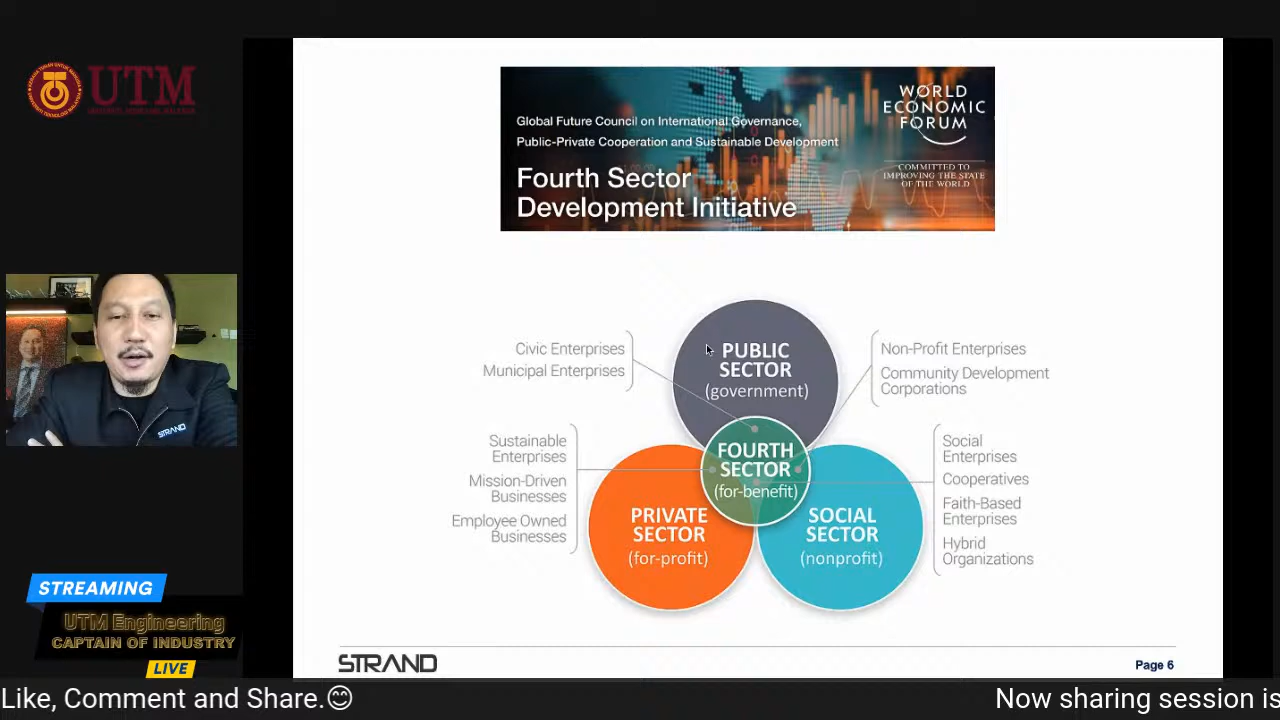 UTM
WORLD
ECONOMIC
FORUM
COMMITTED TO
IMPROVING THE STATE
OF THE WORLD
Global Future Council on International Governance,
Public-Private Cooperation and Sustainable Development
Fourth Sector
Development Initiative
Civic Enterprises
Municipal Enterprises
PUBLIC
SECTOR
(government)
Non-Profit Enterprises
Community Development
Corporations
Sustainable
Enterprises
Mission-Driven
Businesses
Employee Owned
Businesses
FOURTH
SECTOR
(for-benefit)
Social
Enterprises
Cooperatives
Faith-Based
Enterprises
Hybrid
Organizations
PRIVATE
SECTOR
(for-profit)
SOCIAL
SECTOR
(nonprofit)
STRAND
STREAMING
UTM Engineering
CAPTAIN OF INDUSTRY
LIVE
STRAND
Page 6
Like, Comment and Share.😊
Now sharing session is